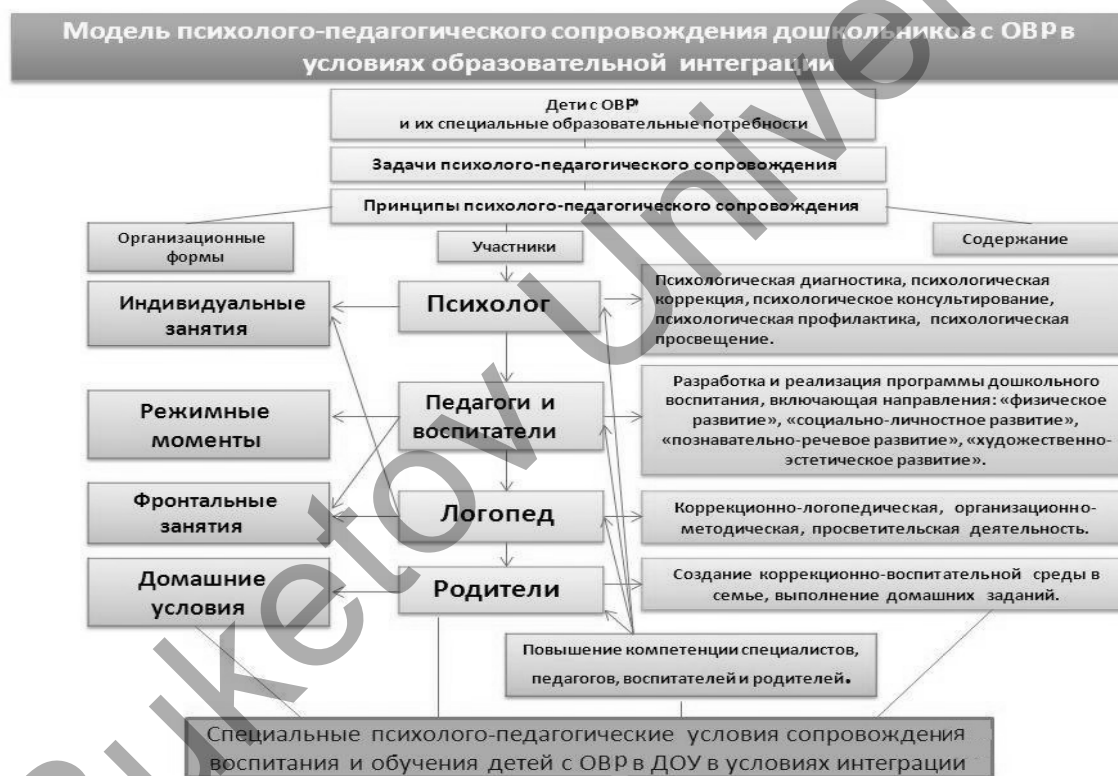 Модель психолого-педагогического сопровождения дошкольников с ОВР в
условиях образовательной интеграции
Дети с ОВР
и их специальные образовательные потребности
Задачи психолого-педагогического сопровождения
Принципы психолого-педагогического сопровождения
Организационные
формы
Участники
Содержание
Индивидуальные
занятия
Психолог
Психологическая диагностика, психологическая
коррекция, психологическое консультирование,
психологическая профилактика, психологическая
просвещение.
Режимные
моменты
Педагоги и
воспитатели
Разработка и реализация программы дошкольного
воспитания, включающая направления: «физическое
развитие», «социально-личностное развитие»,
«познавательно-речевое развитие», «художественно-
эстетическое развитие».
Фронтальные
занятия
Логопед
Коррекционно-логопедическая, организационно-
методическая, просветительская деятельность.
Домашние
условия
Родители
Создание коррекционно-воспитательной среды в
семье, выполнение домашних заданий.
Повышение компетенции специалистов,
педагогов, воспитателей и родителей.
Специальные психолого-педагогические условия сопровождения
воспитания и обучения детей с ОВР в ДОУ в условиях интеграции
Buketov Univer